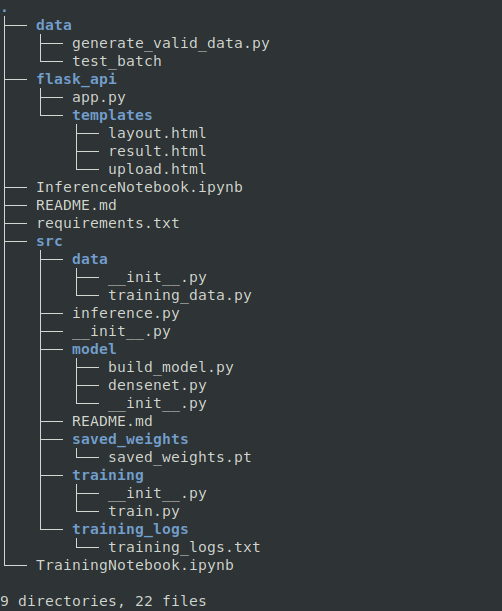 .
├── data
│   ├── generate_valid_data.py
│   └── test_batch
├── flask_api
│   ├── app.py
│   └── templates
│       ├── layout.html
│       ├── result.html
│       └── upload.html
├── InferenceNotebook.ipynb
├── README.md
├── requirements.txt
├── src
│   ├── data
│   │   ├── __init__.py
│   │   └── training_data.py
│   ├── inference.py
│   ├── __init__.py
│   ├── model
│   │   ├── build_model.py
│   │   ├── densenet.py
│   │   └── __init__.py
│   ├── README.md
│   ├── saved_weights
│   │   └── saved_weights.pt
│   ├── training
│   │   ├── __init__.py
│   │   └── train.py
│   └── training_logs
│       └── training_logs.txt
└── TrainingNotebook.ipynb

9 directories, 22 files